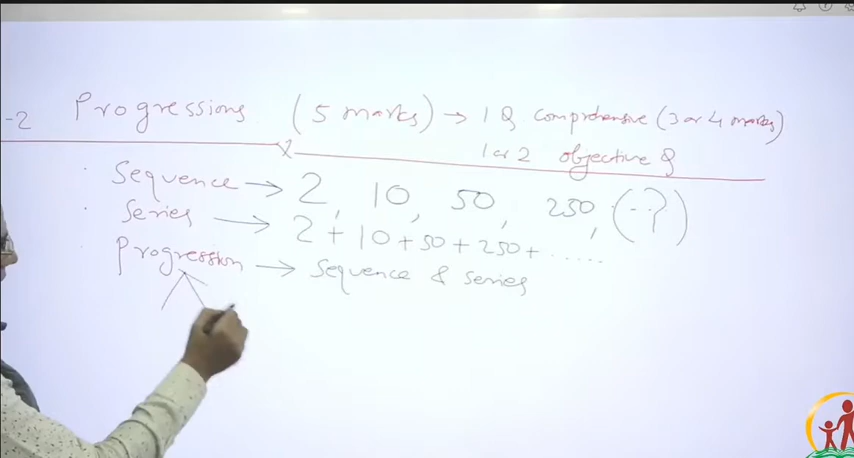 -2 Progressions (5 marks) → 1 Q comprehensive (3 or 4 marks)
1 or 2 objective Q
Sequence → 2, 10, 50, 250, (--?)
Series → 2 + 10 + 50 + 250 + ......
Progression → Sequence & series